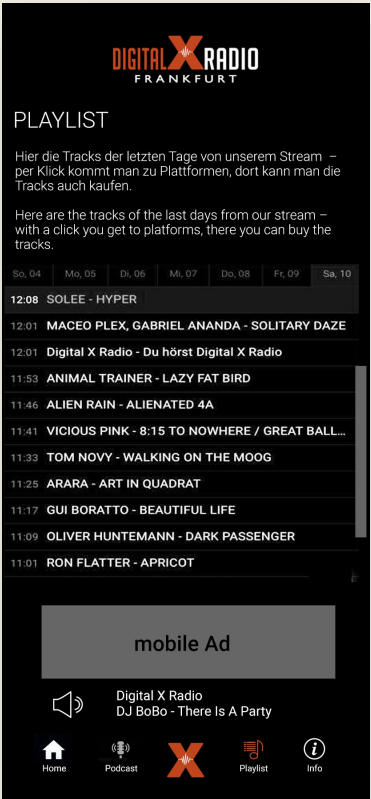 DIGITAL X RADIO
FRANKFURT
PLAYLIST
Hier die Tracks der letzten Tage von unserem Stream –
per Klick kommt man zu Plattformen, dort kann man die
Tracks auch kaufen.
Here are the tracks of the last days from our stream –
with a click you get to platforms, there you can buy the
tracks.
So, 04 Mo, 05 Di, 06 Mi, 07 Do, 08 Fr, 09 Sa, 10
12:08 SOLEE - HYPER
12:01 MACEO PLEX, GABRIEL ANANDA - SOLITARY DAZE
12:01 Digital X Radio - Du hörst Digital X Radio
11:53 ANIMAL TRAINER - LAZY FAT BIRD
11:46 ALIEN RAIN - ALIENATED 4A
11:41 VICIOUS PINK - 8:15 TO NOWHERE / GREAT BALL...
11:33 TOM NOVY - WALKING ON THE MOOG
11:25 ARARA - ART IN QUADRAT
11:17 GUI BORATTO - BEAUTIFUL LIFE
11:09 OLIVER HUNTEMANN - DARK PASSENGER
11:01 RON FLATTER - APRICOT
mobile Ad
Digital X Radio
DJ BoBo - There Is A Party
Home Podcast X Playlist Info